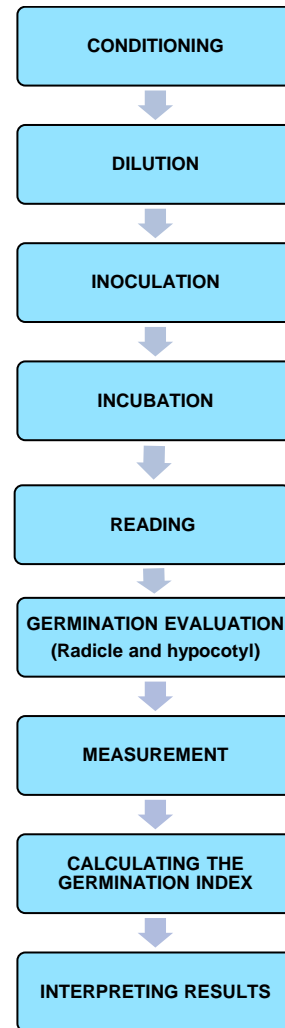 CONDITIONING
DILUTION
INOCULATION
INCUBATION
READING
GERMINATION EVALUATION
(Radicle and hypocotyl)
MEASUREMENT
CALCULATING THE
GERMINATION INDEX
INTERPRETING RESULTS